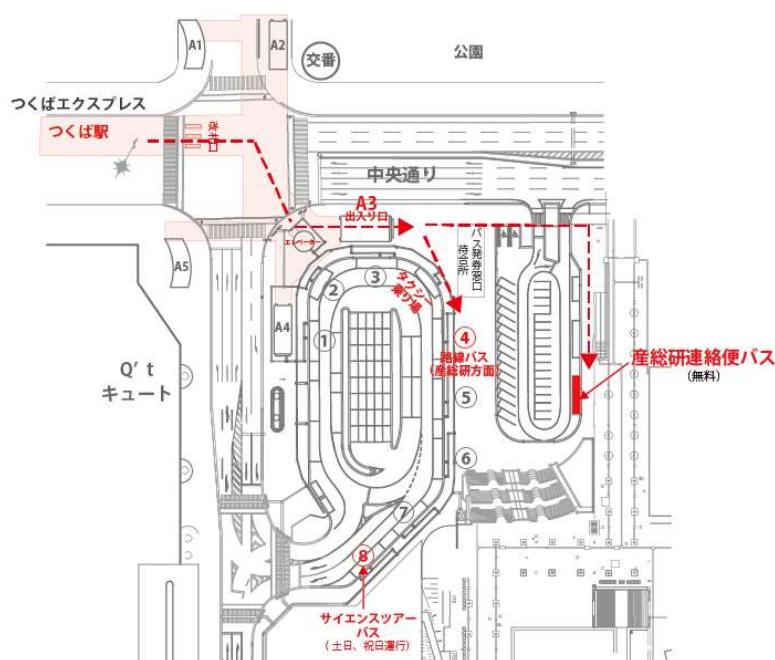 A1
A2
交番
公園
つくばエクスプレス
つくば駅
改札口
中央通り
A3
出入り口
エレベーター
バス発券窓口
待合所
A5
②
③
タクシー
乗り場
A4
①
④
路線バス
(産総研方面)
産総研連絡便バス
(無料)
Q't
キュート
⑤
⑥
⑦
⑧
サイエンスツアー
バス
(土日、祝日運行)